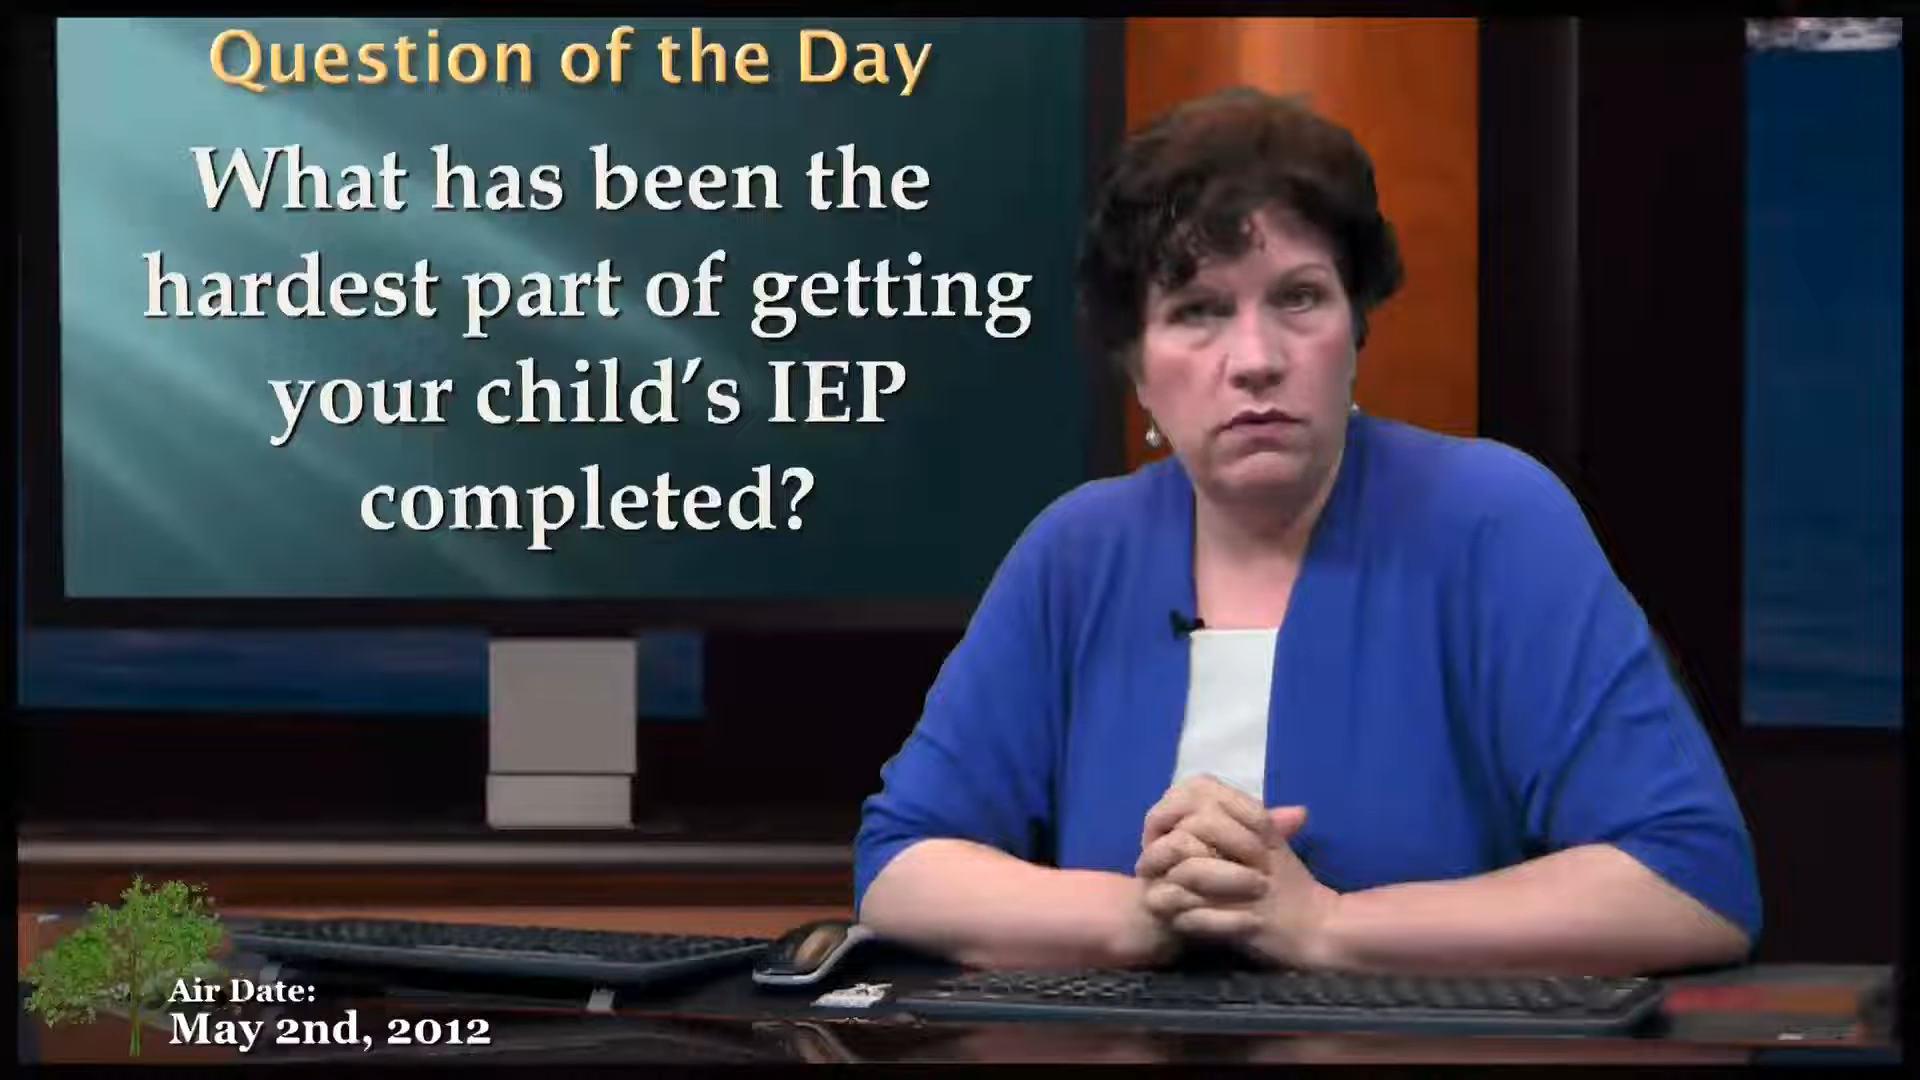 Question of the Day
What has been the
hardest part of getting
your child’s IEP
completed?
Air Date:
May 2nd, 2012